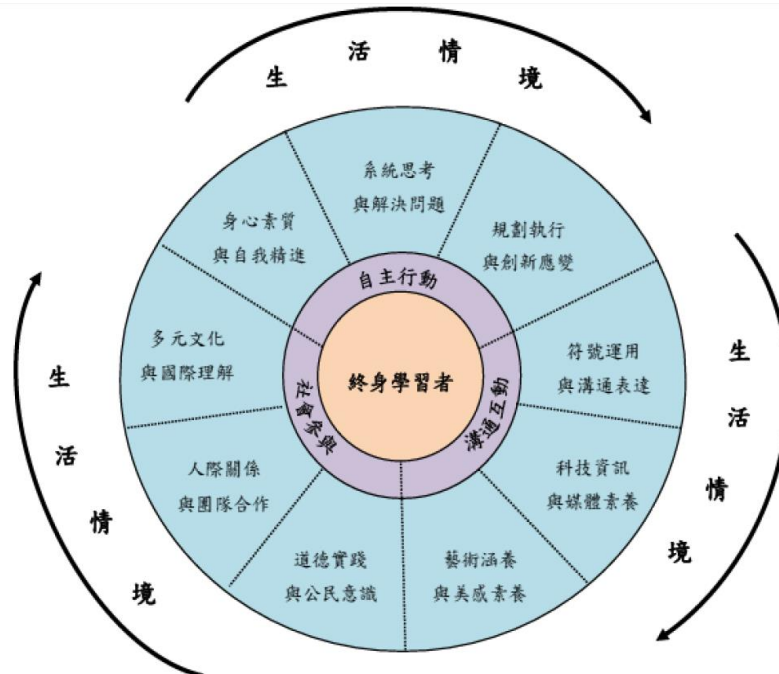 生活情境
系統思考
與解決問題
身心素質
與自我精進
規劃執行
與創新應變
自主行動
多元文化
與國際理解
終身學習者
符號運用
與溝通表達
生活情境
生活情境
社會參與
溝通互動
人際關係
與團隊合作
科技資訊
與媒體素養
道德實踐
與公民意識
藝術涵養
與美感素養